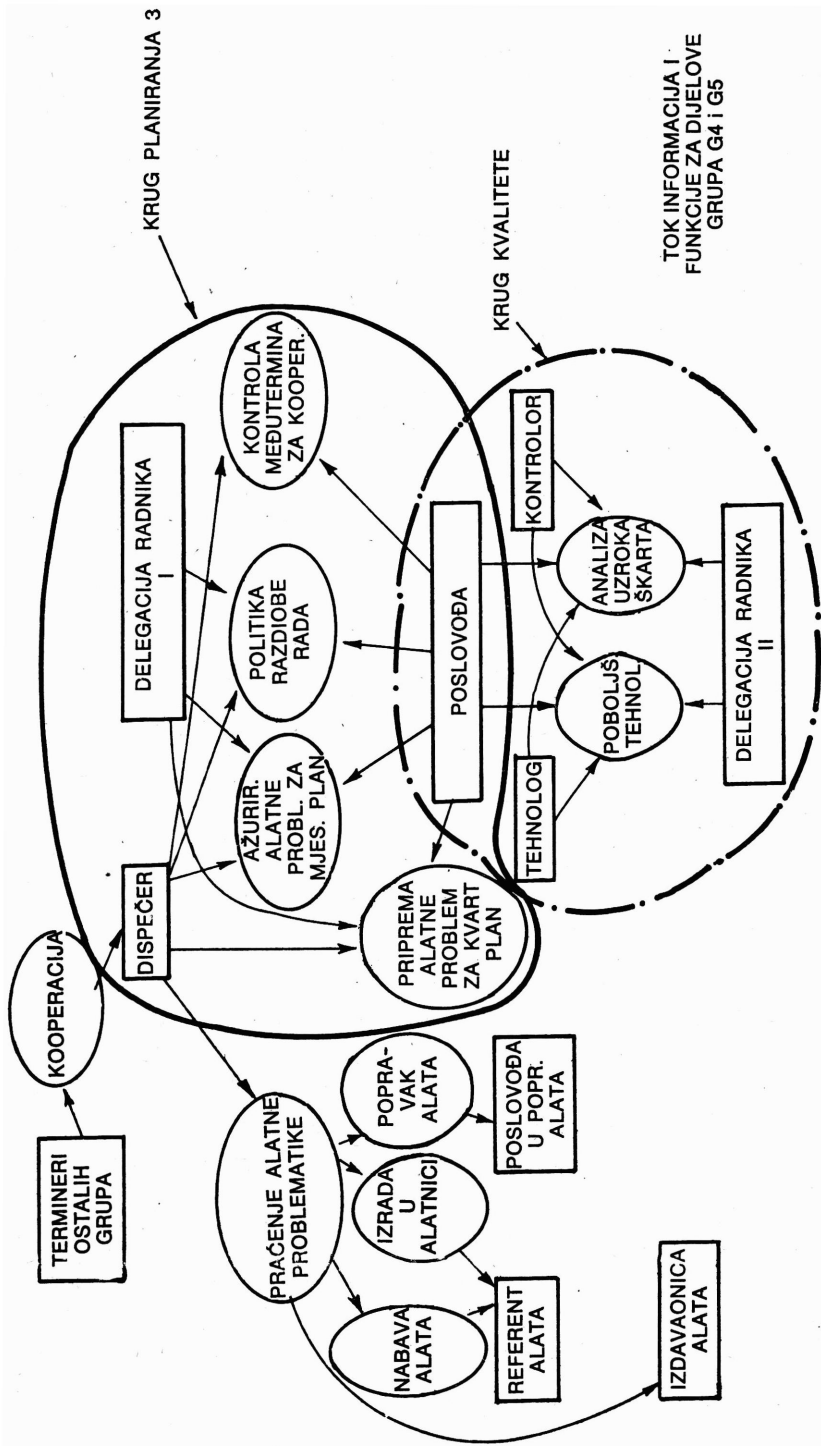 TERMINERI
OSTALIH
GRUPA
KOOPERACIJA
DISPEČER
DELEGACIJA RADNIKA
I
KRUG PLANIRANJA 3
PRAĆENJE ALATNE
PROBLEMATIKE
NABAVA
ALATA
IZRADA
U
ALATNICI
POPRA-
VAK
ALATA
REFERENT
ALATA
POSLOVOĐA
U POPR.
ALATA
IZDAVAONICA
ALATA
PRIPREMA
ALATNE
PROBLEM
ZA KVART
PLAN
AŽURIR.
ALATNE
PROBL. ZA
MJES. PLAN
POLITIKA
RAZDIOBE
RADA
KONTROLA
MEĐUTERMINA
ZA KOOPER.
POSLOVOĐA
KRUG KVALITETE
TEHNOLOG
KONTROLOR
POBOLJŠ.
TEHNOL.
ANALIZA
UZROKA
ŠKARTA
DELEGACIJA RADNIKA
II
TOK INFORMACIJA I
FUNKCIJE ZA DIJELOVE
GRUPA G4 i G5